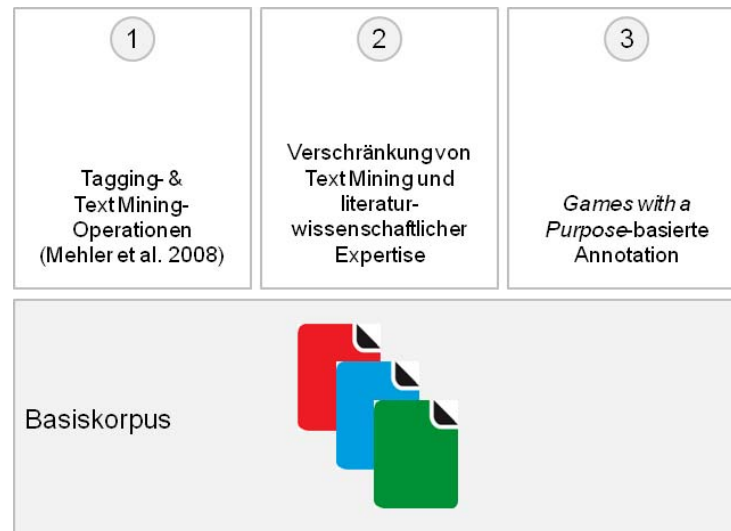 1
Tagging- &
Text Mining-
Operationen
(Mehler et al. 2008)
2
Verschränkung von
Text Mining und
literatur-
wissenschaftlicher
Expertise
3
Games with a
Purpose-basierte
Annotation
Basiskorpus